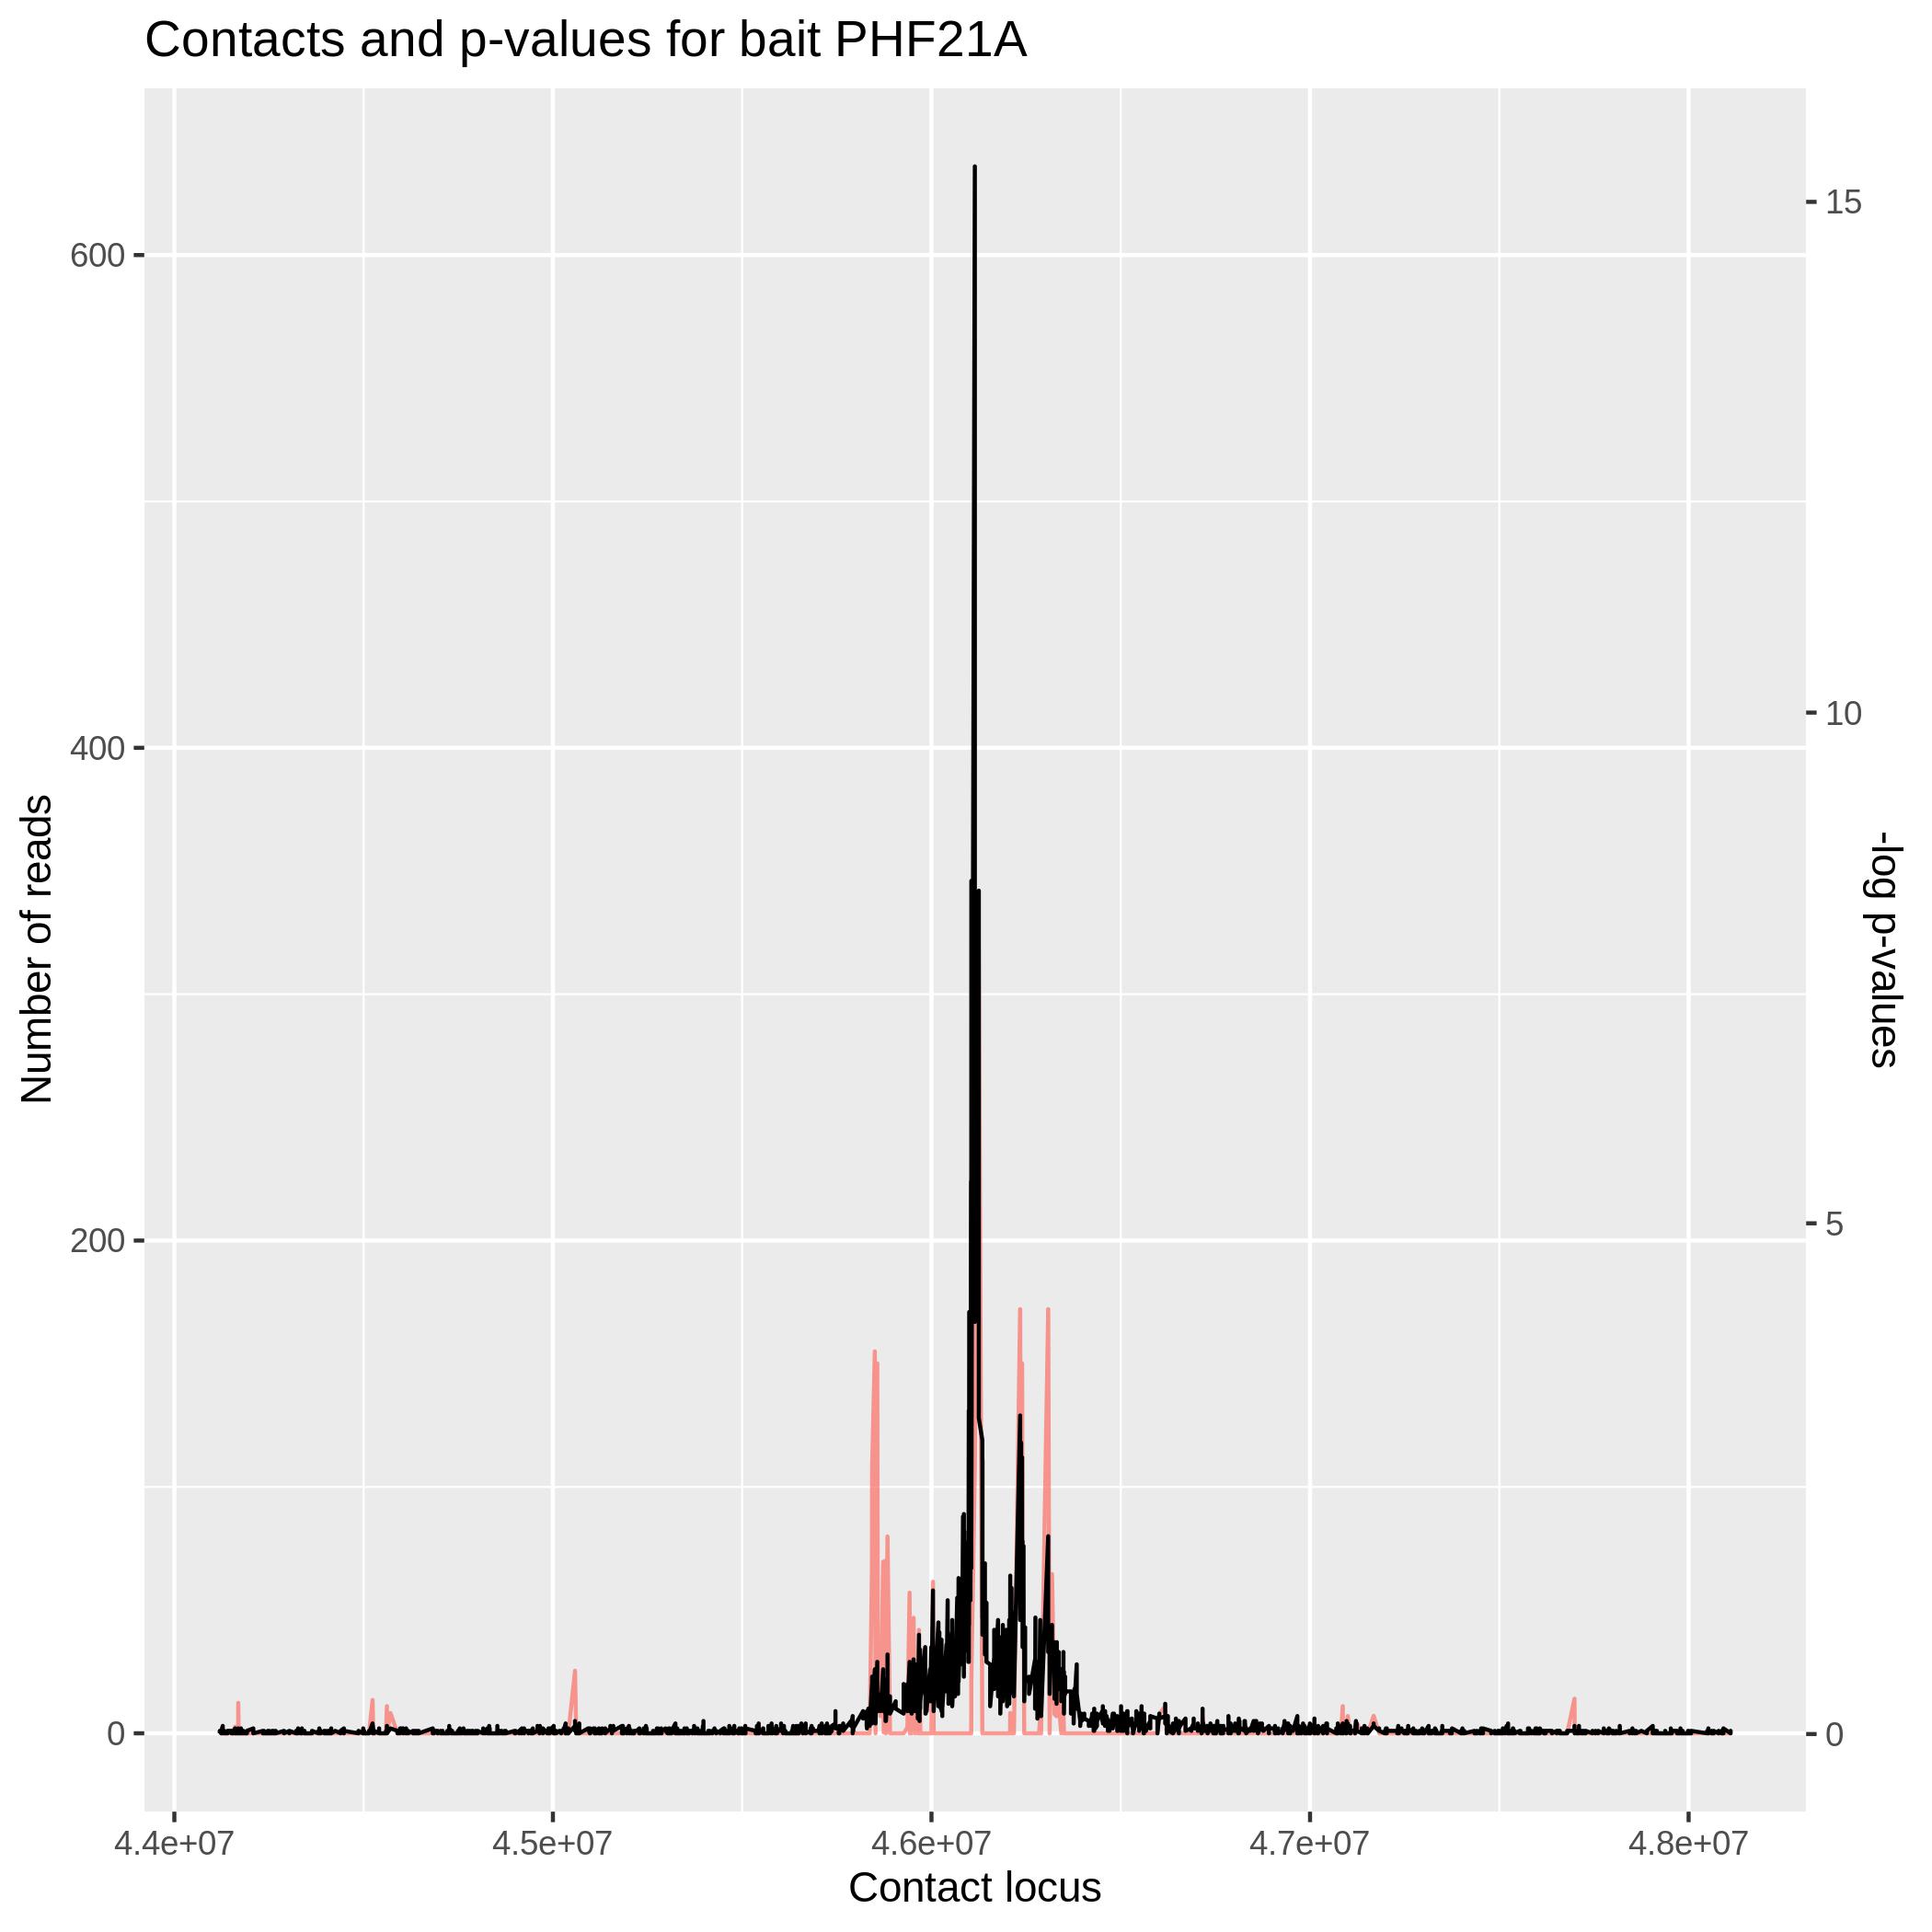 Contacts and p-values for bait PHF21A
Number of reads
600
400
200
0
15
10
5
0
-log p-values
4.4e+07 4.5e+07 4.6e+07 4.7e+07 4.8e+07
Contact locus